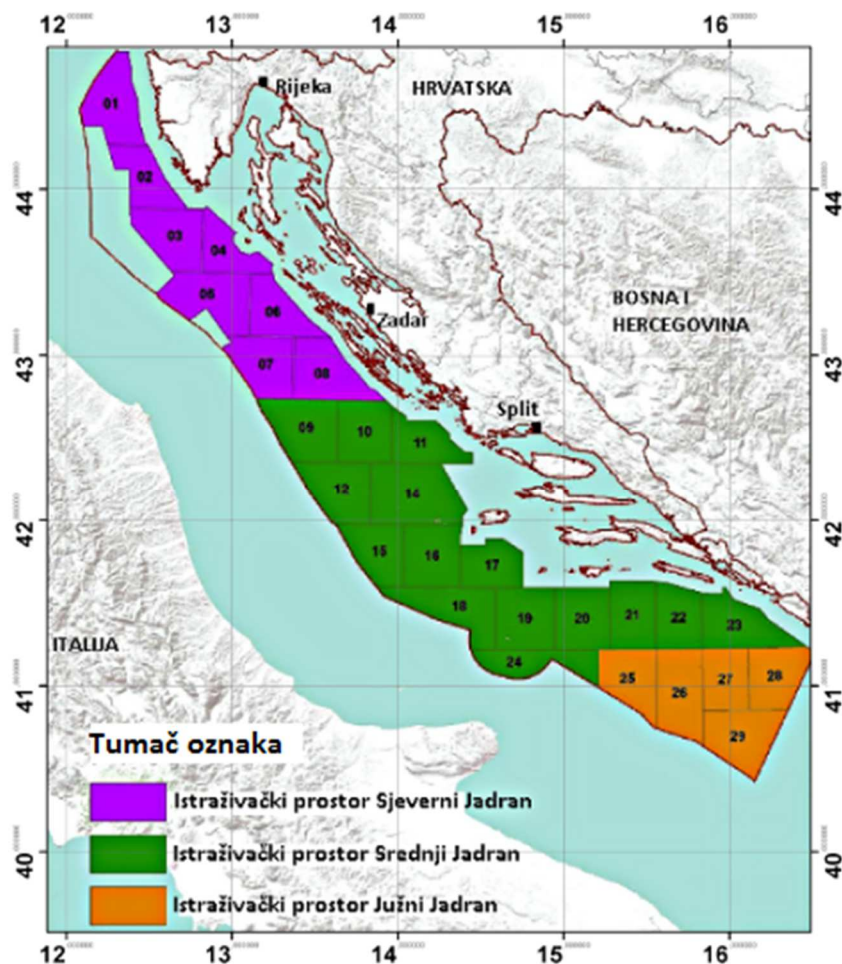 12 13 14 15 16
Rijeka
HRVATSKA
01
44 44
02
03 04
05 06
BOSNA I
HERCEGOVINA
Zadar
43 43
07 08
Split
09 10 11
12 14
42 42
15 16 17
18 19 20 21 22 23
ITALIJA
24
41 41
25 26 27 28
29
Tumač oznaka
Istraživački prostor Sjeverni Jadran
Istraživački prostor Srednji Jadran
40 40
Istraživački prostor Južni Jadran
12 13 14 15 16